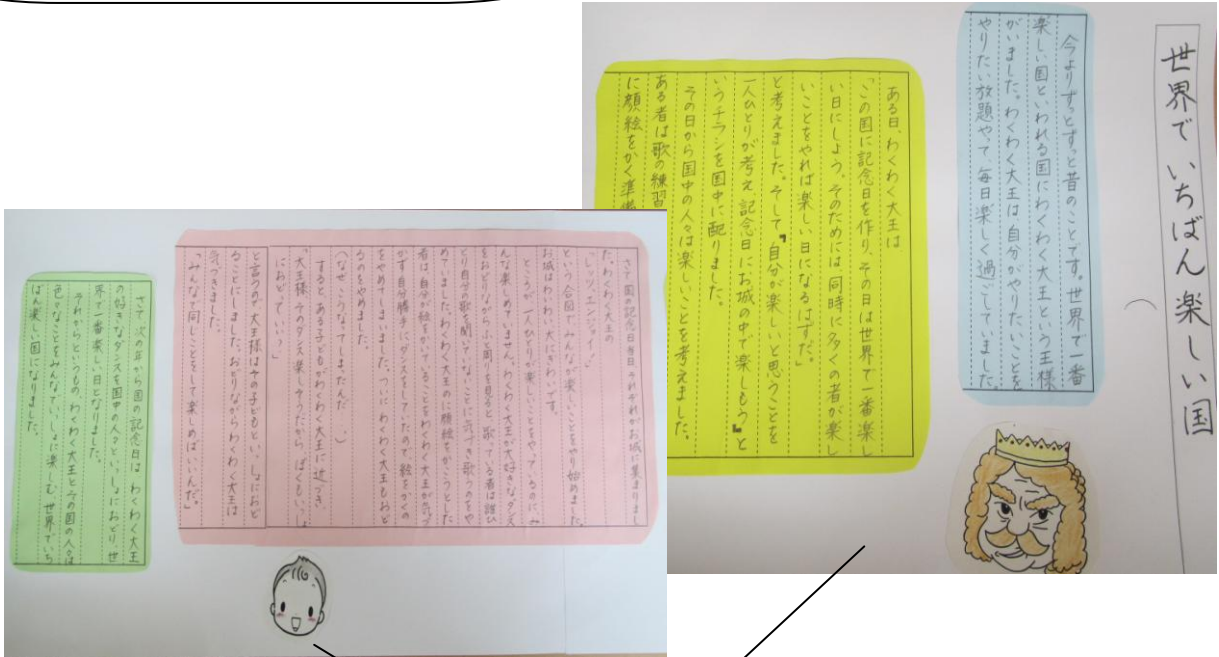 世界でいちばん楽しい国
今よりずっとずっと昔のことです。世界で一番
楽しい国といわれる国にわくわく大王という王様
がいました。わくわく大王は自分がやりたいことを
やりたい放題やって毎日楽しく過ごしていました。
ある日、わくわく大王は
「この国に記念日を作り、その日は世界で一番楽し
い日にしよう。そのためには同時に多くの者が楽し
いことをやれば楽しい日になるはずだ。」
と考えました。そして『自分が楽しいと思うことを
一人ひとりが考え、記念日にお城の中で楽しもう』と
いうチラシを国中に配りました。
その日から国中の人々は楽しいことを考えました。
ある者は歌の練習
に顔絵をかく準備
さて国の記念日当日それぞれがお城に集まりまし
た。わくわく大王の
「レッツ、エンジョイ!」
という合図でみんなが楽しいことをやり始めました。
お城はわいわい大にぎわいです。
ところが、一人ひとりが楽しいことをやっているのにみ
んな楽しめていません。わくわく大王が大好きなダンス
をおどりながら小周りを見ると、歌っている者は誰ひ
とり自分の歌を聞いていないことに気づき歌うのをや
めていました。わくわく大王の顔絵をかこうとした
者は、自分が絵をかいていることをわくわく大王が気づ
かず自分勝手にダンスをしていたので、絵をかくの
をやめてしまいました。ついにわくわく大王もおど
るのをやめました。
(なぜ、こうなってしまったんだ…)
すると、ある子どもがわくわく大王に近づき
「大王様、そのダンス楽しそうだから、ぼくもいっしょ
におどっていい?」
と言うので大王様はその子どもといっしょにおど
ることにしました。おどりながらわくわく大王は
気づきました。
「みんなで同じことをして楽しめばいいんだ。」
さて、次の年から国の記念日は、わくわく大王
の好きなダンスを国中の人々といっしょにおどり、世
界で一番楽しい日となりました。
それからというもの、わくわく大王とその国の人々は
色々なことをみんなでいっしょに楽しむ、世界でいち
ばん楽しい国になりました。